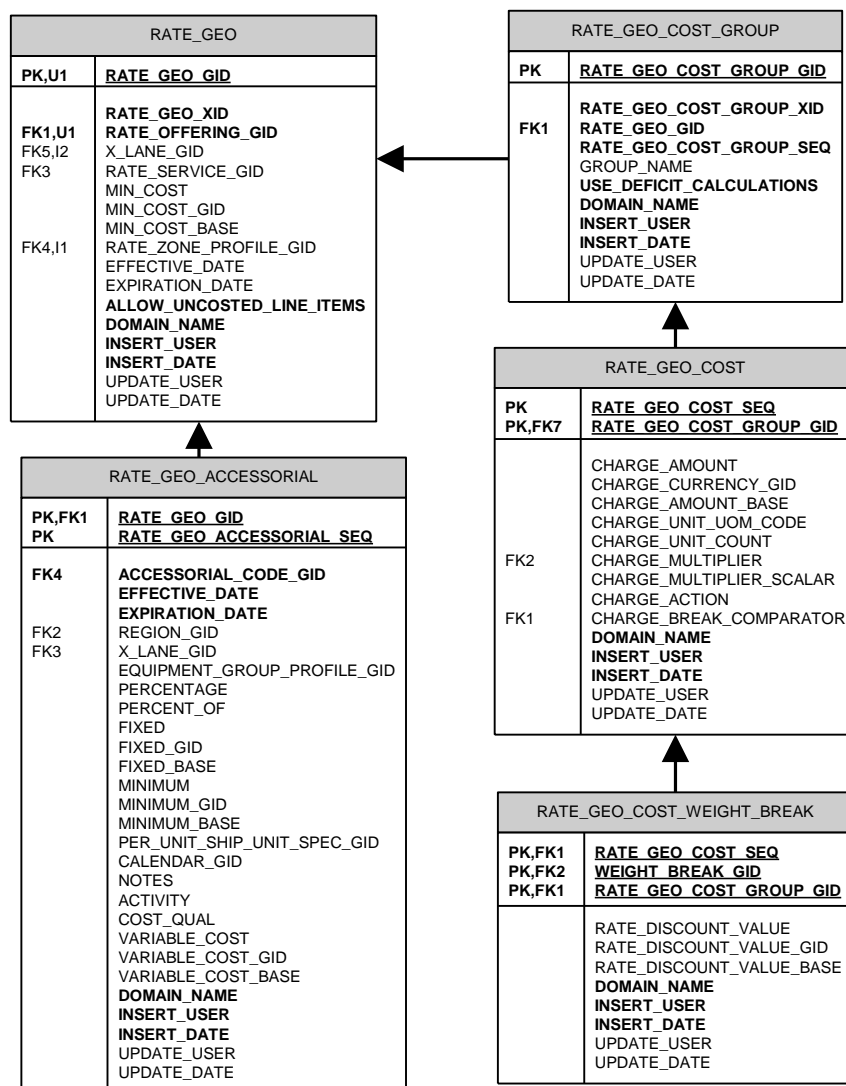 RATE_GEO
PK,U1 RATE_GEO_GID
RATE_GEO_XID
FK1,U1 RATE_OFFERING_GID
FK5,I2 X_LANE_GID
FK3 RATE_SERVICE_GID
MIN_COST
MIN_COST_GID
MIN_COST_BASE
FK4,I1 RATE_ZONE_PROFILE_GID
EFFECTIVE_DATE
EXPIRATION_DATE
ALLOW_UNCOSTED_LINE_ITEMS
DOMAIN_NAME
INSERT_USER
INSERT_DATE
UPDATE_USER
UPDATE_DATE
RATE_GEO_COST_GROUP
PK RATE_GEO_COST_GROUP_GID
RATE_GEO_COST_GROUP_XID
FK1 RATE_GEO_GID
RATE_GEO_COST_GROUP_SEQ
GROUP_NAME
USE_DEFICIT_CALCULATIONS
DOMAIN_NAME
INSERT_USER
INSERT_DATE
UPDATE_USER
UPDATE_DATE
RATE_GEO_ACCESSORIAL
PK,FK1 RATE_GEO_GID
PK RATE_GEO_ACCESSORIAL_SEQ
FK4 ACCESSORIAL_CODE_GID
EFFECTIVE_DATE
EXPIRATION_DATE
FK2 REGION_GID
FK3 X_LANE_GID
EQUIPMENT_GROUP_PROFILE_GID
PERCENTAGE
PERCENT_OF
FIXED
FIXED_GID
FIXED_BASE
MINIMUM
MINIMUM_GID
MINIMUM_BASE
PER_UNIT_SHIP_UNIT_SPEC_GID
CALENDAR_GID
NOTES
ACTIVITY
COST_QUAL
VARIABLE_COST
VARIABLE_COST_GID
VARIABLE_COST_BASE
DOMAIN_NAME
INSERT_USER
INSERT_DATE
UPDATE_USER
UPDATE_DATE
RATE_GEO_COST
PK RATE_GEO_COST_SEQ
PK,FK7 RATE_GEO_COST_GROUP_GID
CHARGE_AMOUNT
CHARGE_CURRENCY_GID
CHARGE_AMOUNT_BASE
CHARGE_UNIT_UOM_CODE
CHARGE_UNIT_COUNT
FK2 CHARGE_MULTIPLIER
CHARGE_MULTIPLIER_SCALAR
CHARGE_ACTION
FK1 CHARGE_BREAK_COMPARATOR
DOMAIN_NAME
INSERT_USER
INSERT_DATE
UPDATE_USER
UPDATE_DATE
RATE_GEO_COST_WEIGHT_BREAK
PK,FK1 RATE_GEO_COST_SEQ
PK,FK2 WEIGHT_BREAK_GID
PK,FK1 RATE_GEO_COST_GROUP_GID
RATE_DISCOUNT_VALUE
RATE_DISCOUNT_VALUE_GID
RATE_DISCOUNT_VALUE_BASE
DOMAIN_NAME
INSERT_USER
INSERT_DATE
UPDATE_USER
UPDATE_DATE